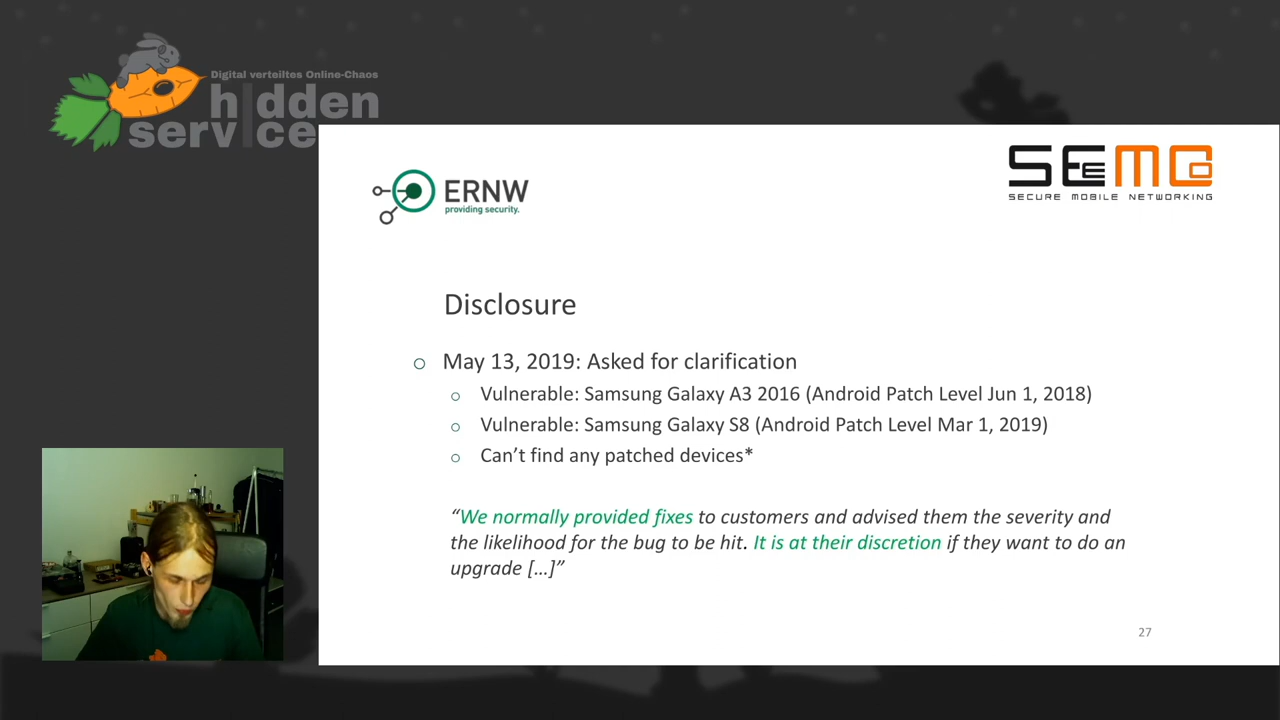 Digital verteiltes Online-Chaos
hidden
service
ERNW
providing security.
SEEMOO
SECURE MOBILE NETWORKING
Disclosure
May 13, 2019: Asked for clarification
Vulnerable: Samsung Galaxy A3 2016 (Android Patch Level Jun 1, 2018)
Vulnerable: Samsung Galaxy S8 (Android Patch Level Mar 1, 2019)
Can’t find any patched devices*
“We normally provided fixes to customers and advised them the severity and
the likelihood for the bug to be hit. It is at their discretion if they want to do an
upgrade […]”
27